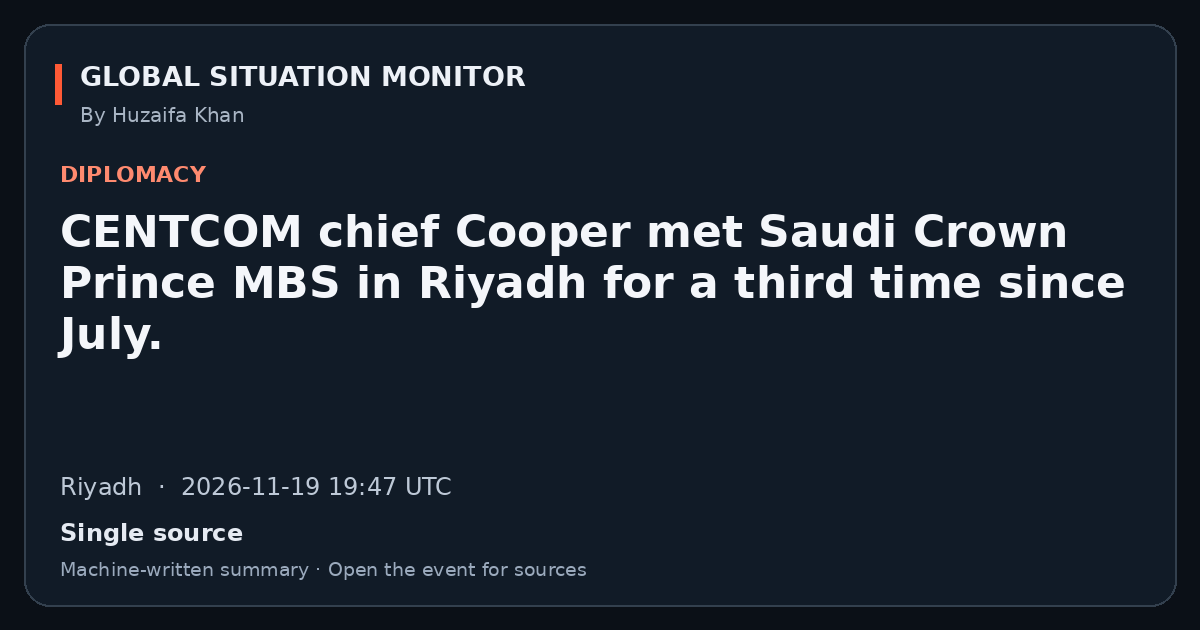 GLOBAL SITUATION MONITOR
By Huzaifa Khan
DIPLOMACY
CENTCOM chief Cooper met Saudi Crown
Prince MBS in Riyadh for a third time since
July.
Riyadh · 2026-11-19 19:47 UTC
Single source
Machine-written summary · Open the event for sources